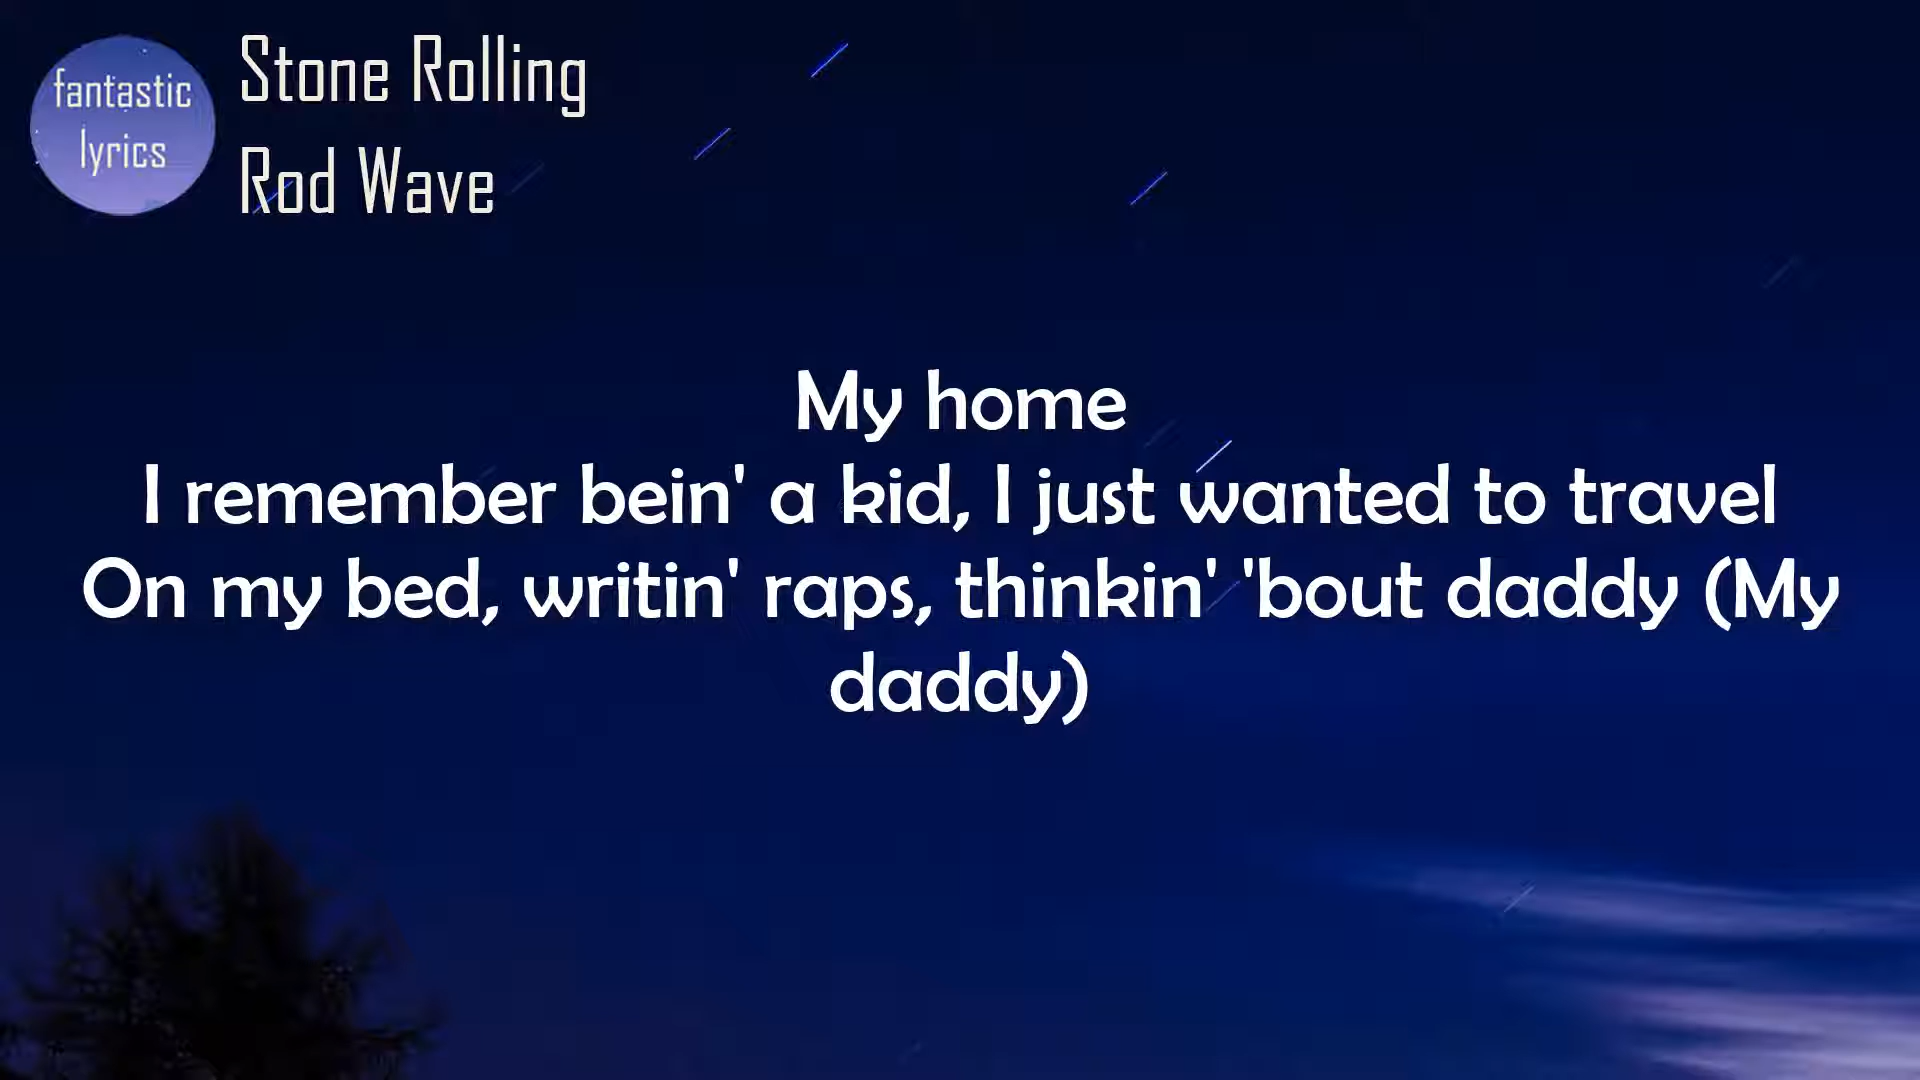 fantastic
lyrics
Stone Rolling
Rod Wave
My home
I remember bein' a kid, I just wanted to travel
On my bed, writin' raps, thinkin' 'bout daddy (My
daddy)